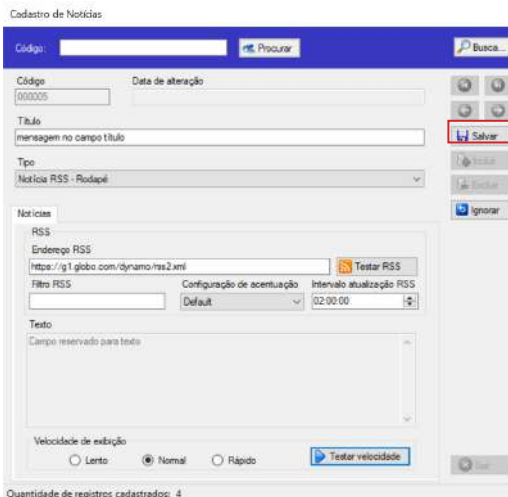 Cadastro de Notícias
Código:
Procurar
Busca...
Código
Data de alteração
000005
Título
mensagem no campo título
Salvar
Tipo
Incluir
Notícia RSS - Rodapé
Excluir
Notícias
Ignorar
RSS
Endereço RSS
https://g1.globo.com/dynamo/rss2.xml
Testar RSS
Filtro RSS
Configuração de acentuação
Intervalo atualização RSS
Default
02:00:00
Texto
Campo reservado para texto
Velocidade de exibição
Lento
Normal
Rápido
Testar velocidade
Sair
Quantidade de registros cadastrados: 4